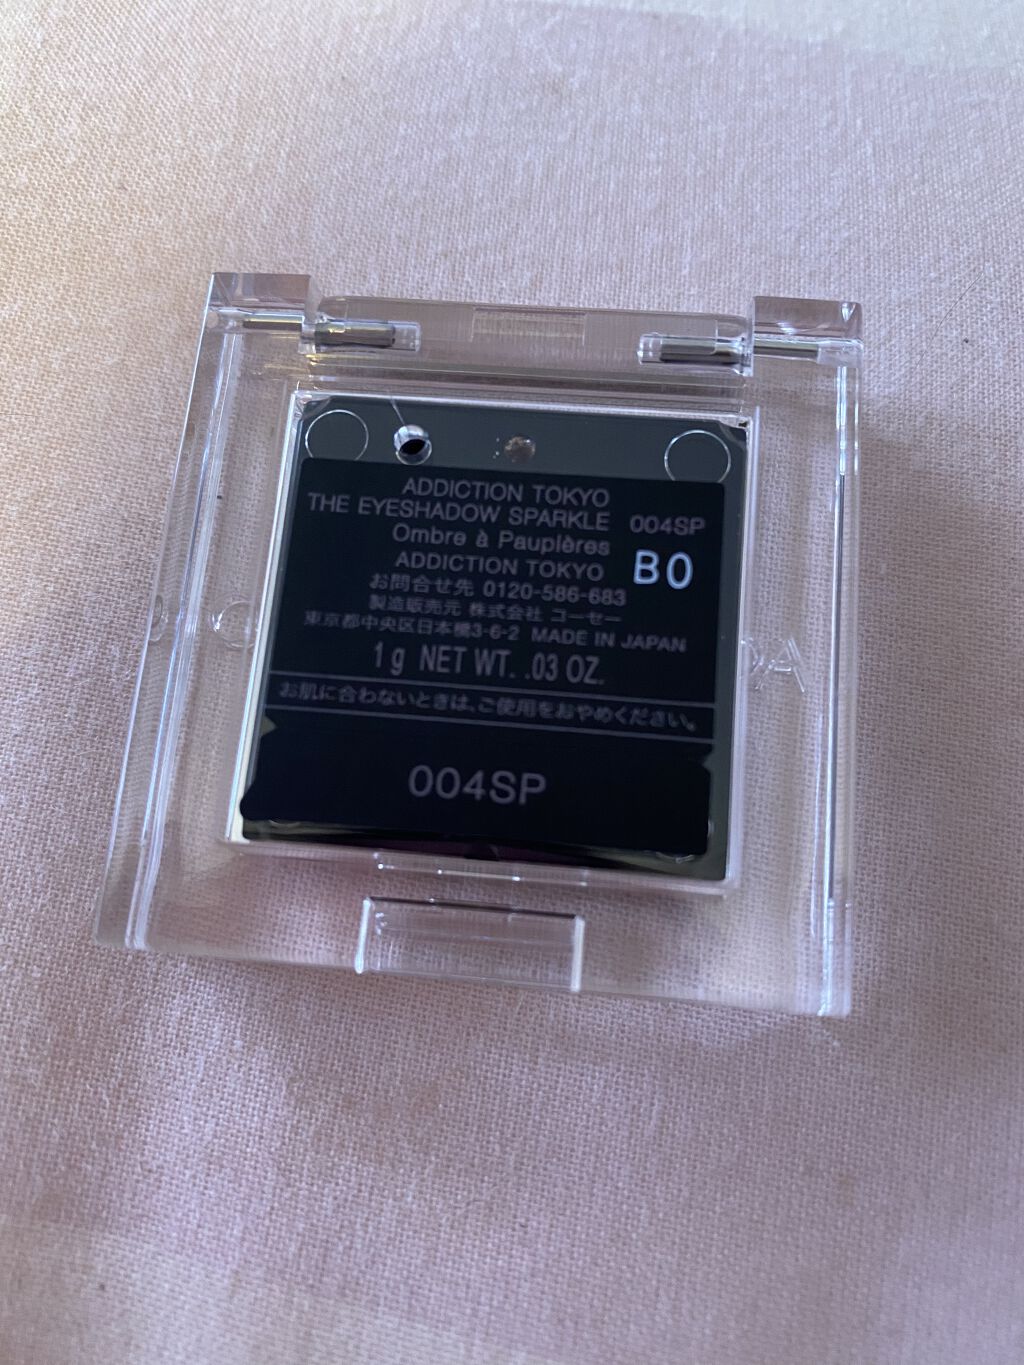 ADDICTION TOKYO
THE EYESHADOW SPARKLE 004SP
Ombre à Paupières
ADDICTION TOKYO B0
お問合せ先 0120-586-683
製造販売元 株式会社 コーセー
東京都中央区日本橋3-6-2 MADE IN JAPAN
1g NET WT. .03 OZ.
お肌に合わないときは、ご使用をおやめください。
004SP